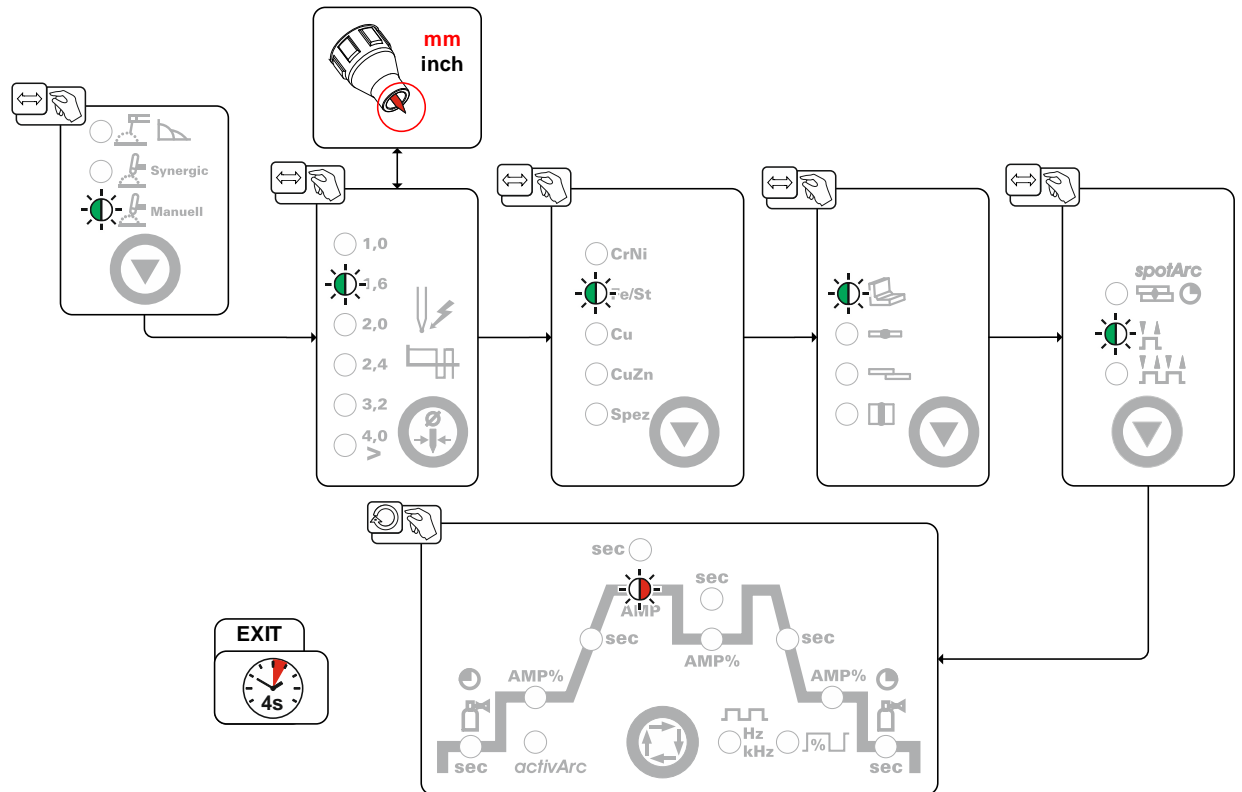 mm
inch
Synergic
Manuell
1,0
1,6
2,0
2,4
3,2
4,0
>
Ø
CrNi
Fe/St
Cu
CuZn
Spez
spotArc
sec
sec
AMP
sec
AMP%
sec
AMP%
AMP%
sec
activArc
Hz
kHz
%
sec
EXIT
4s